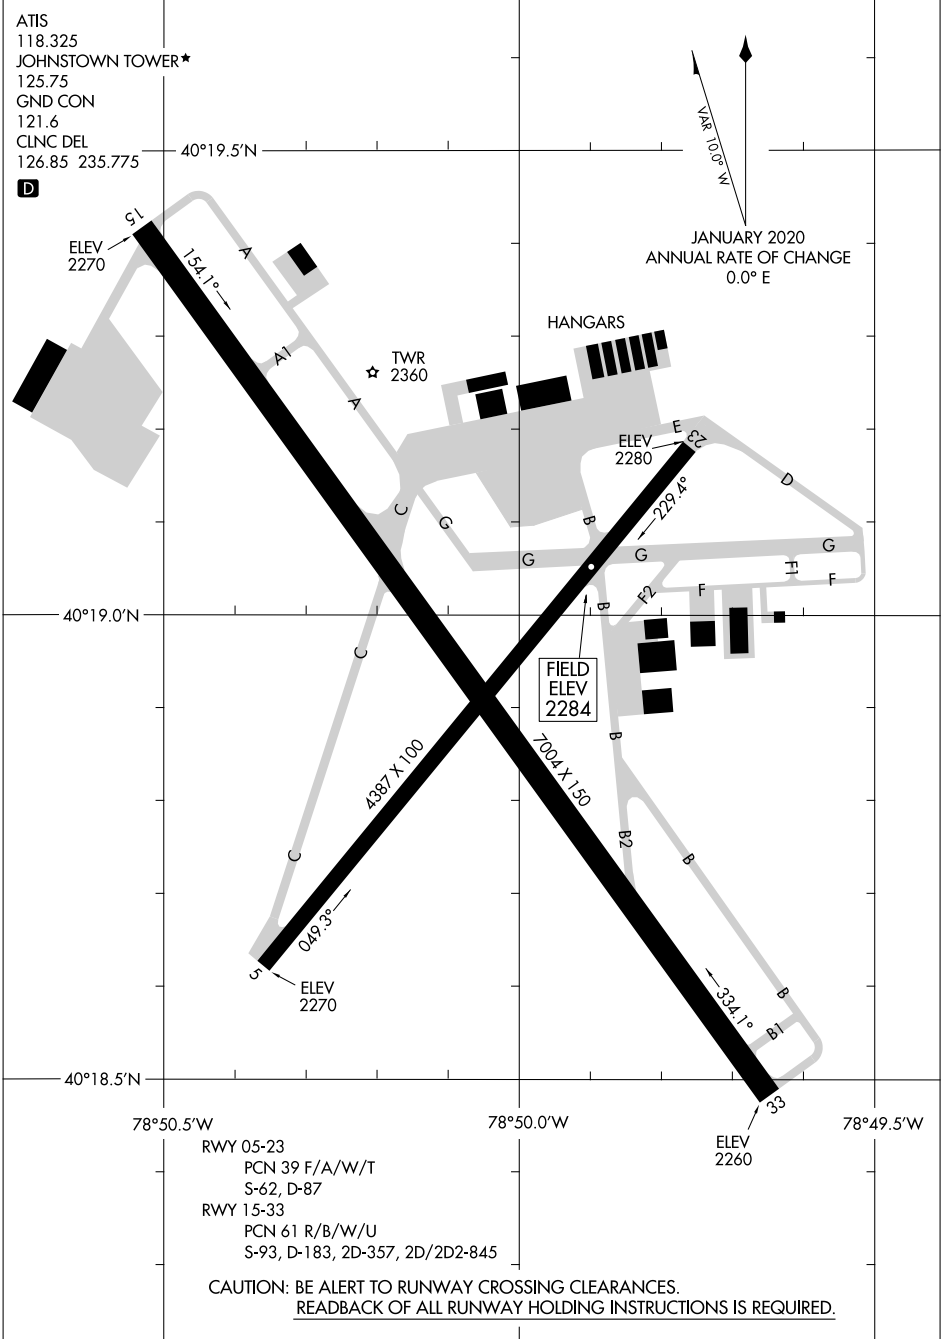 ATIS
118.325
JOHNSTOWN TOWER★
125.75
GND CON
121.6
CLNC DEL
126.85 235.775
D
40°19.5'N
VAR 10.0° W
JANUARY 2020
ANNUAL RATE OF CHANGE
0.0° E
15
ELEV
2270
A
154.1°
HANGARS
A1
TWR
2360
A
E
23
ELEV
2280
D
229.4°
C
G
B
G
G
G
F1
F
F
F2
B
40°19.0'N
C
FIELD
ELEV
2284
B
7004 X 150
4387 X 100
B2
B
C
049.3°
5
ELEV
2270
B
334.1°
B1
33
40°18.5'N
78°50.5'W
78°50.0'W
78°49.5'W
ELEV
2260
RWY 05-23
PCN 39 F/A/W/T
S-62, D-87
RWY 15-33
PCN 61 R/B/W/U
S-93, D-183, 2D-357, 2D/2D2-845
CAUTION: BE ALERT TO RUNWAY CROSSING CLEARANCES.
READBACK OF ALL RUNWAY HOLDING INSTRUCTIONS IS REQUIRED.